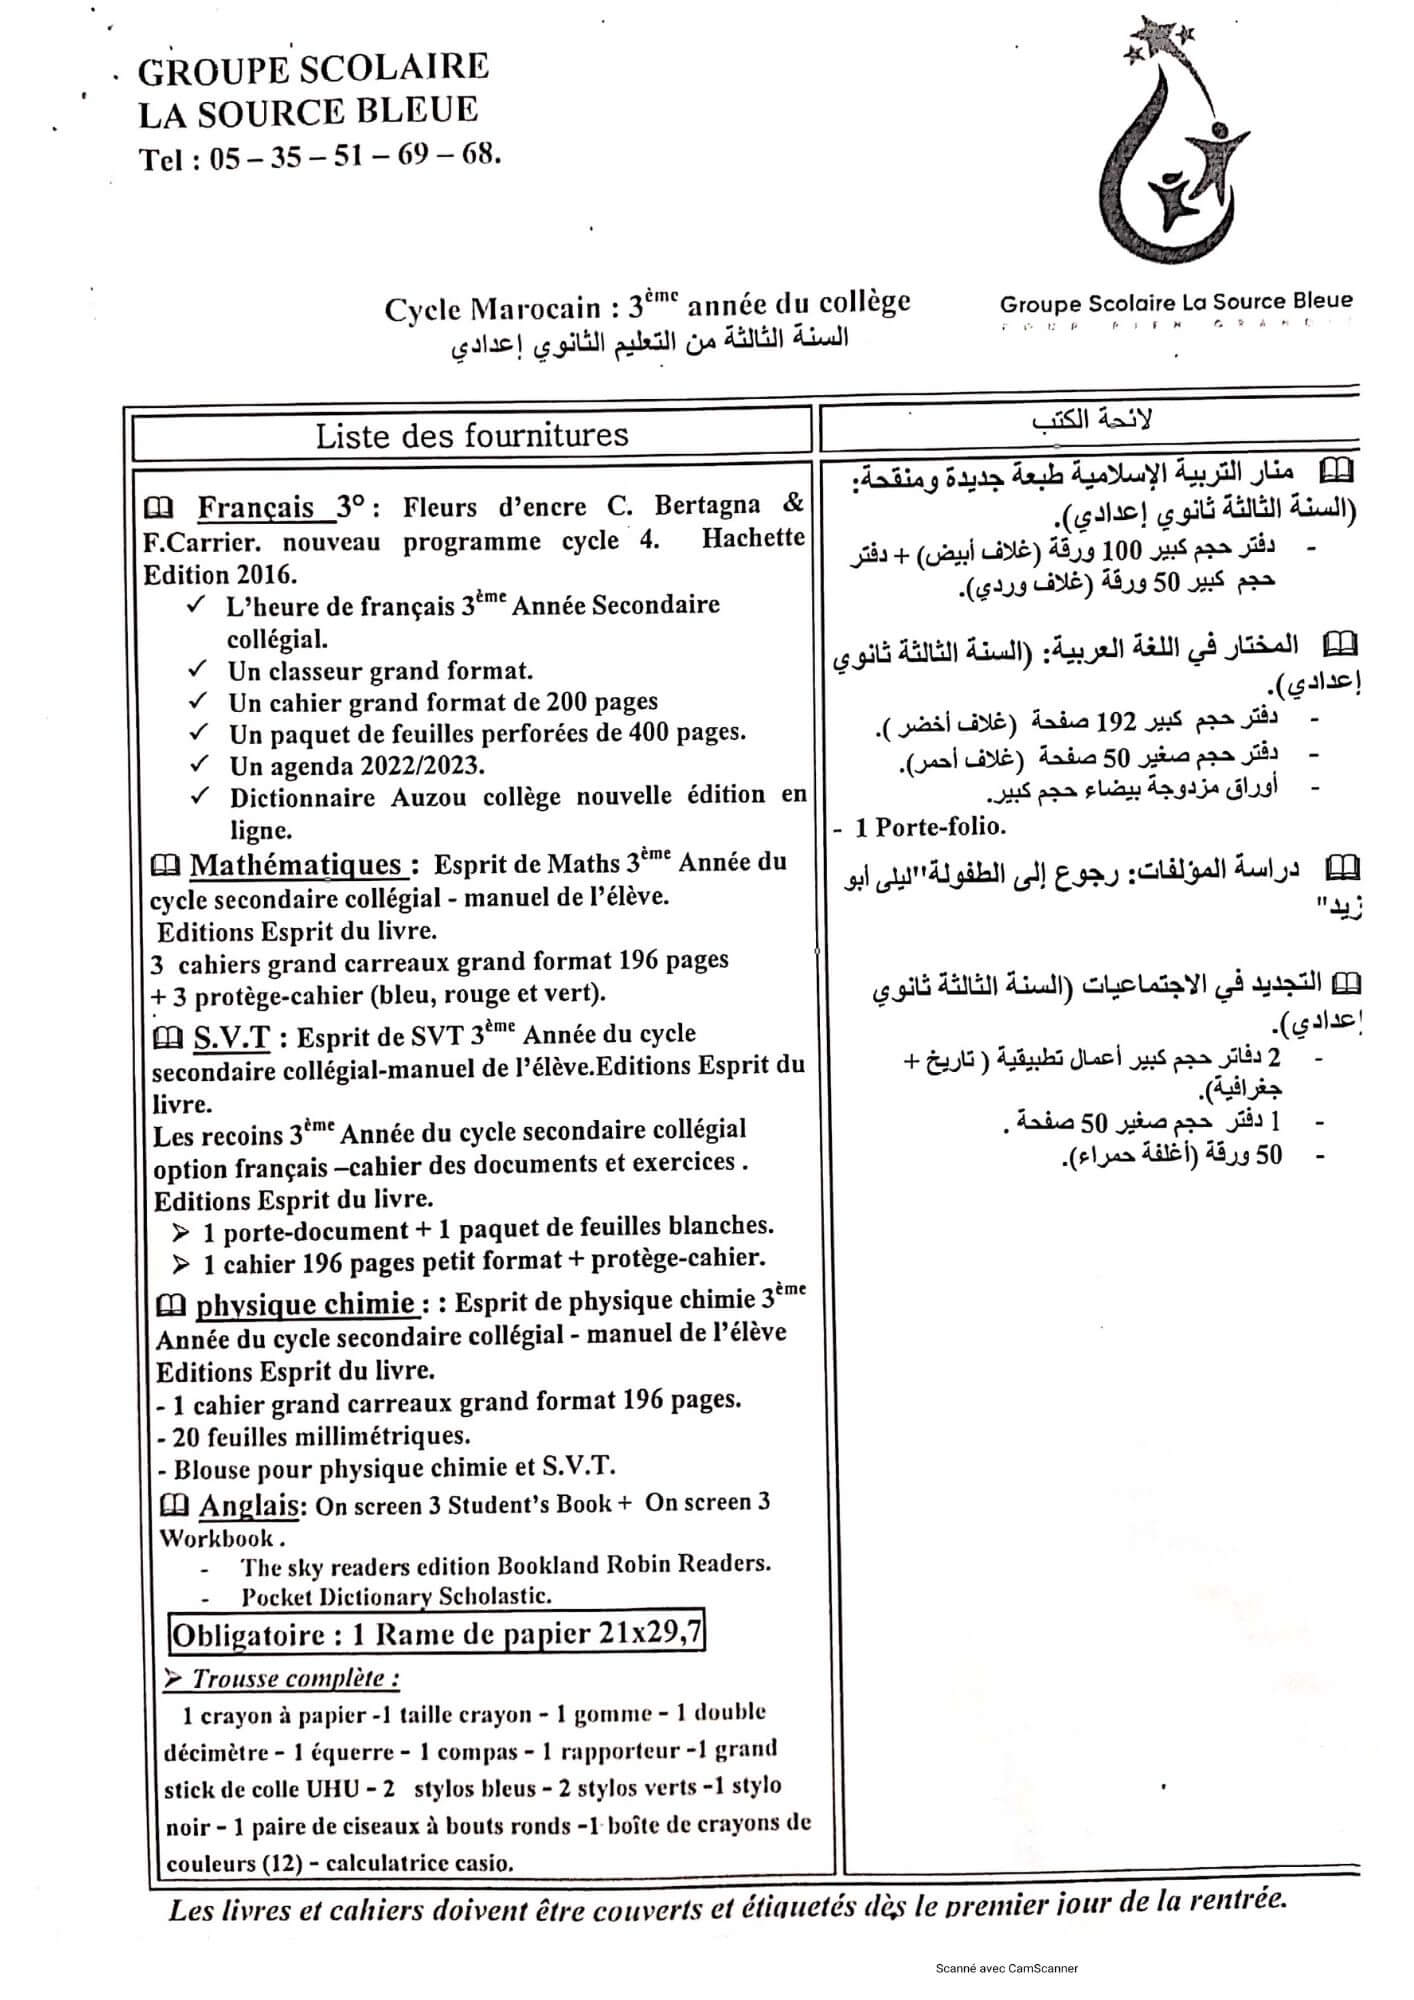 GROUPE SCOLAIRE
LA SOURCE BLEUE
Tel : 05 – 35 – 51 – 69 – 68.
Groupe Scolaire La Source Bleue
Cycle Marocain : 3ème année du collège
السنة الثالثة من التعليم الثانوي إعدادي
Liste des fournitures
Français 3° : Fleurs d’encre C. Bertagna &
F.Carrier. nouveau programme cycle 4. Hachette
Edition 2016.
✓ L’heure de français 3ème Année Secondaire
collégial.
✓ Un classeur grand format.
✓ Un cahier grand format de 200 pages
✓ Un paquet de feuilles perforées de 400 pages.
✓ Un agenda 2022/2023.
✓ Dictionnaire Auzou collège nouvelle édition en
ligne.
Mathématiques : Esprit de Maths 3ème Année du
cycle secondaire collégial - manuel de l’élève.
Editions Esprit du livre.
3 cahiers grand carreaux grand format 196 pages
+ 3 protège-cahier (bleu, rouge et vert).
S.V.T : Esprit de SVT 3ème Année du cycle
secondaire collégial-manuel de l’élève.Editions Esprit du
livre.
Les recoins 3ème Année du cycle secondaire collégial
option français –cahier des documents et exercices .
Editions Esprit du livre.
➢ 1 porte-document + 1 paquet de feuilles blanches.
➢ 1 cahier 196 pages petit format + protège-cahier.
physique chimie : : Esprit de physique chimie 3ème
Année du cycle secondaire collégial - manuel de l’élève
Editions Esprit du livre.
- 1 cahier grand carreaux grand format 196 pages.
- 20 feuilles millimétriques.
- Blouse pour physique chimie et S.V.T.
Anglais: On screen 3 Student’s Book + On screen 3
Workbook .
- The sky readers edition Bookland Robin Readers.
- Pocket Dictionary Scholastic.
Obligatoire : 1 Rame de papier 21x29,7
➢ Trousse complète :
1 crayon à papier -1 taille crayon – 1 gomme – 1 double
décimètre – 1 équerre – 1 compas – 1 rapporteur -1 grand
stick de colle UHU – 2 stylos bleus – 2 stylos verts -1 stylo
noir – 1 paire de ciseaux à bouts ronds -1 boîte de crayons de
couleurs (12) – calculatrice casio.
لائحة الكتب
منار التربية الإسلامية طبعة جديدة ومنقحة:
(السنة الثالثة ثانوي إعدادي).
- دفتر حجم كبير 100 ورقة (غلاف أبيض) + دفتر
حجم كبير 50 ورقة (غلاف وردي).
المختار في اللغة العربية: (السنة الثالثة ثانوي
إعدادي).
- دفتر حجم كبير 192 صفحة (غلاف أخضر ).
- دفتر حجم صغير 50 صفحة (غلاف أحمر).
- أوراق مزدوجة بيضاء حجم كبير.
- 1 Porte-folio.
دراسة المؤلفات: رجوع إلى الطفولة"ليلى أبو
زيد"
التجديد في الاجتماعيات (السنة الثالثة ثانوي
إعدادي).
- 2 دفاتر حجم كبير أعمال تطبيقية ( تاريخ +
جغرافية).
- 1 دفتر حجم صغير 50 صفحة .
- 50 ورقة (أغلفة حمراء).
Les livres et cahiers doivent être couverts et étiquetés dès le premier jour de la rentrée.
Scanné avec CamScanner